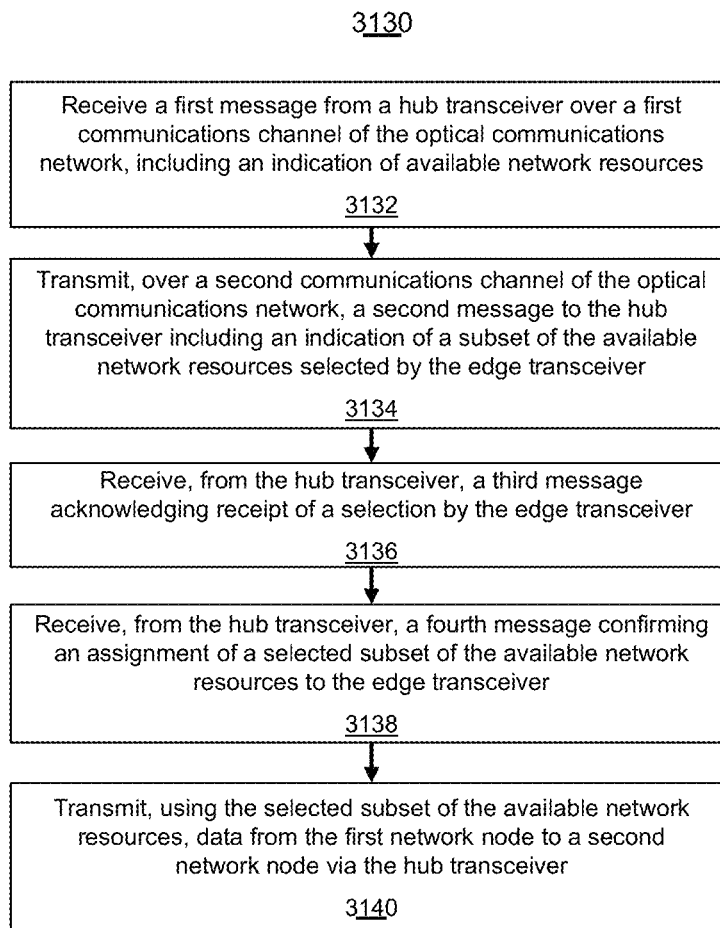 3130
Receive a first message from a hub transceiver over a first
communications channel of the optical communications
network, including an indication of available network resources
3132
Transmit, over a second communications channel of the optical
communications network, a second message to the hub
transceiver including an indication of a subset of the available
network resources selected by the edge transceiver
3134
Receive, from the hub transceiver, a third message
acknowledging receipt of a selection by the edge transceiver
3136
Receive, from the hub transceiver, a fourth message confirming
an assignment of a selected subset of the available network
resources to the edge transceiver
3138
Transmit, using the selected subset of the available network
resources, data from the first network node to a second
network node via the hub transceiver
3140